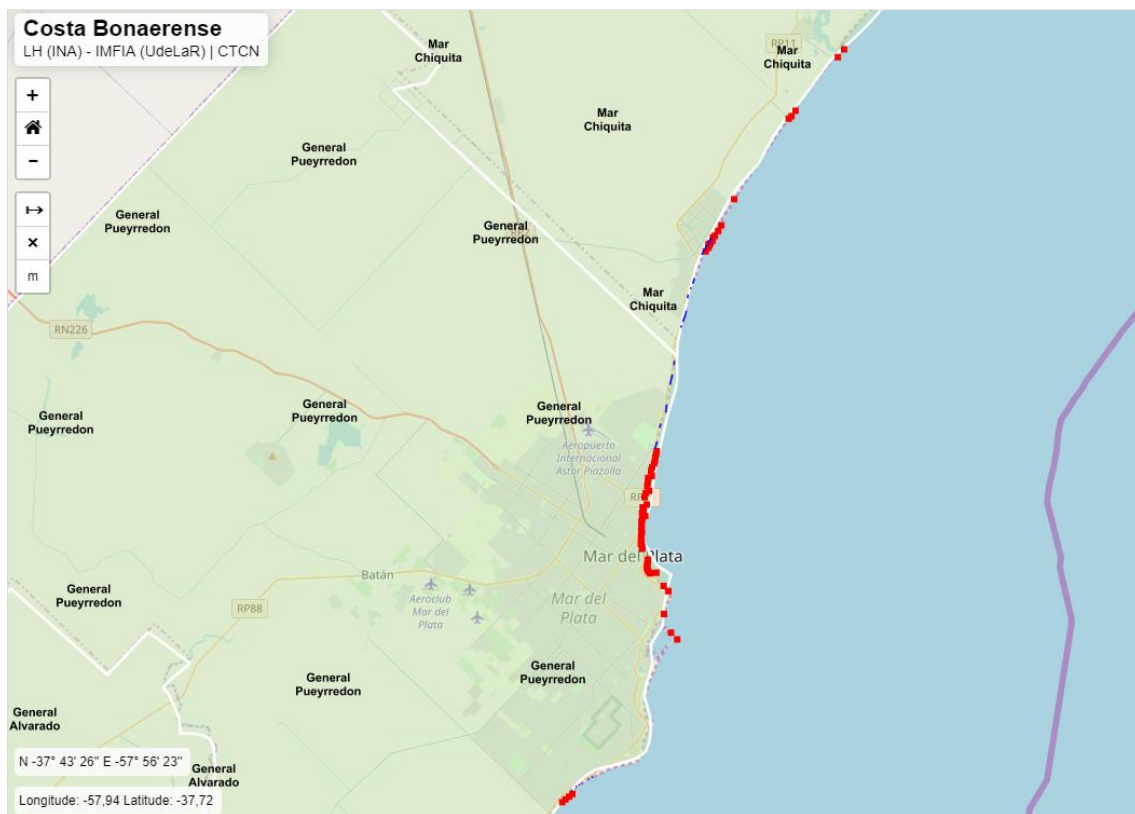 Costa Bonaerense
LH (INA) - IMFIA (UdeLaR) | CTCN
+
−
↦
×
m
RP11
Mar
Chiquita
Mar
Chiquita
Mar
Chiquita
General
Pueyrredon
General
Pueyrredon
General
Pueyrredon
RP2
Mar
Chiquita
RN226
General
Pueyrredon
General
Pueyrredon
General
Pueyrredon
Aeropuerto
Internacional
Astor Piazolla
Mar del Plata
Batán
Aeroclub
Mar del
Plata
Mar del
Plata
General
Pueyrredon
RP88
General
Pueyrredon
General
Pueyrredon
General
Alvarado
General
Alvarado
N -37° 43' 26" E -57° 56' 23"
Longitude: -57,94 Latitude: -37,72